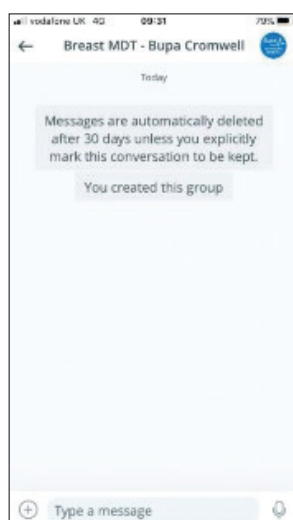 vodafone UK 4G 09:31 79%
Breast MDT - Bupa Cromwell
Today
Messages are automatically deleted
after 30 days unless you explicitly
mark this conversation to be kept.
You created this group
Type a message